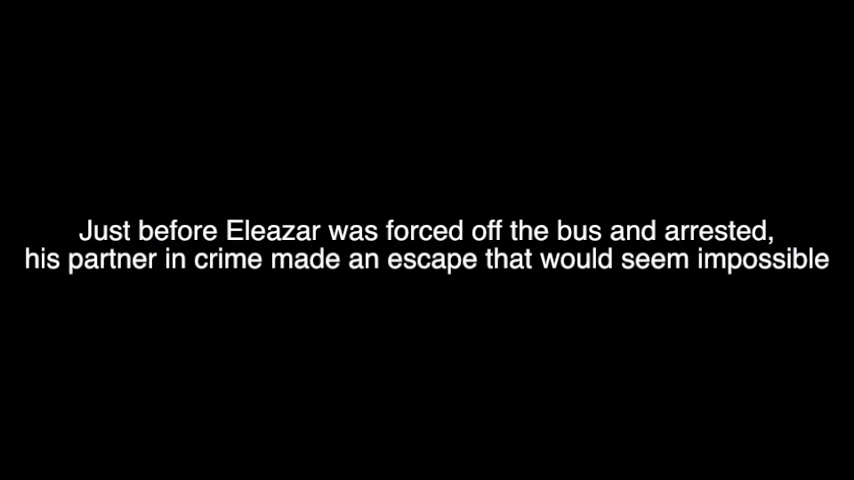 Just before Eleazar was forced off the bus and arrested,
his partner in crime made an escape that would seem impossible